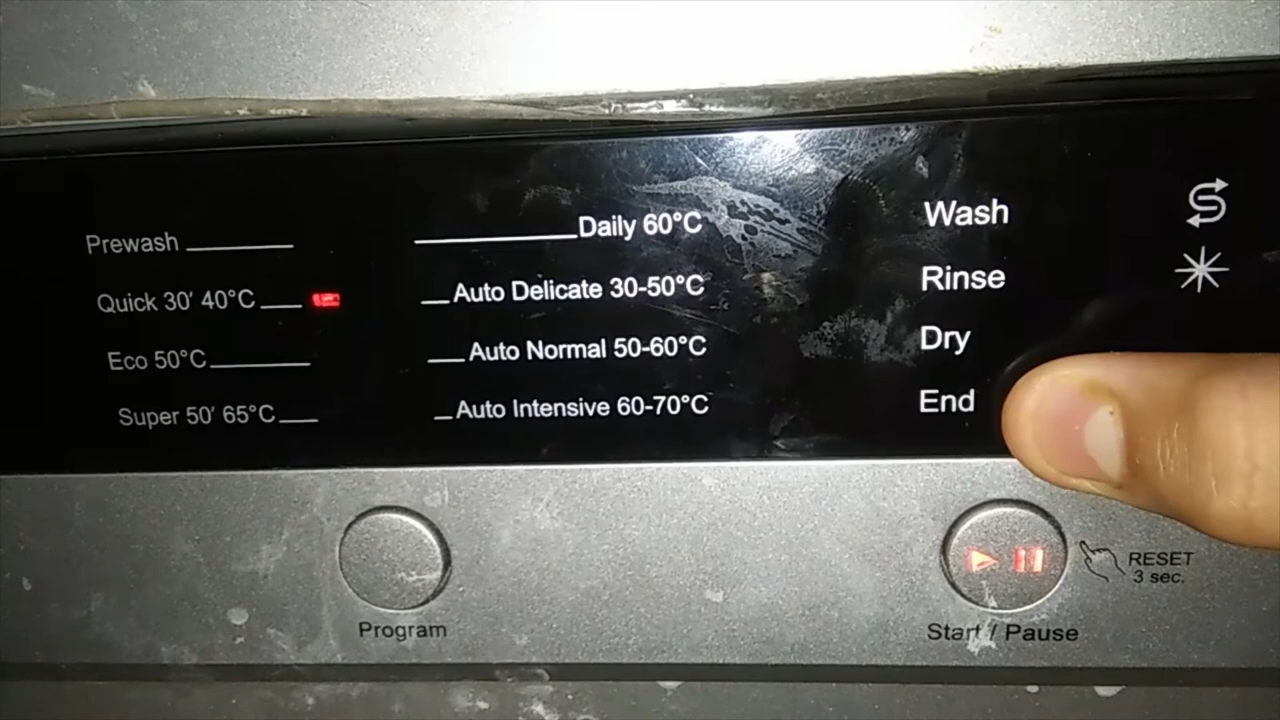 Prewash
Quick 30' 40°C
Eco 50°C
Super 50' 65°C
Daily 60°C
Auto Delicate 30-50°C
Auto Normal 50-60°C
Auto Intensive 60-70°C
Wash
Rinse
Dry
End
Program
Start / Pause
RESET
3 sec.